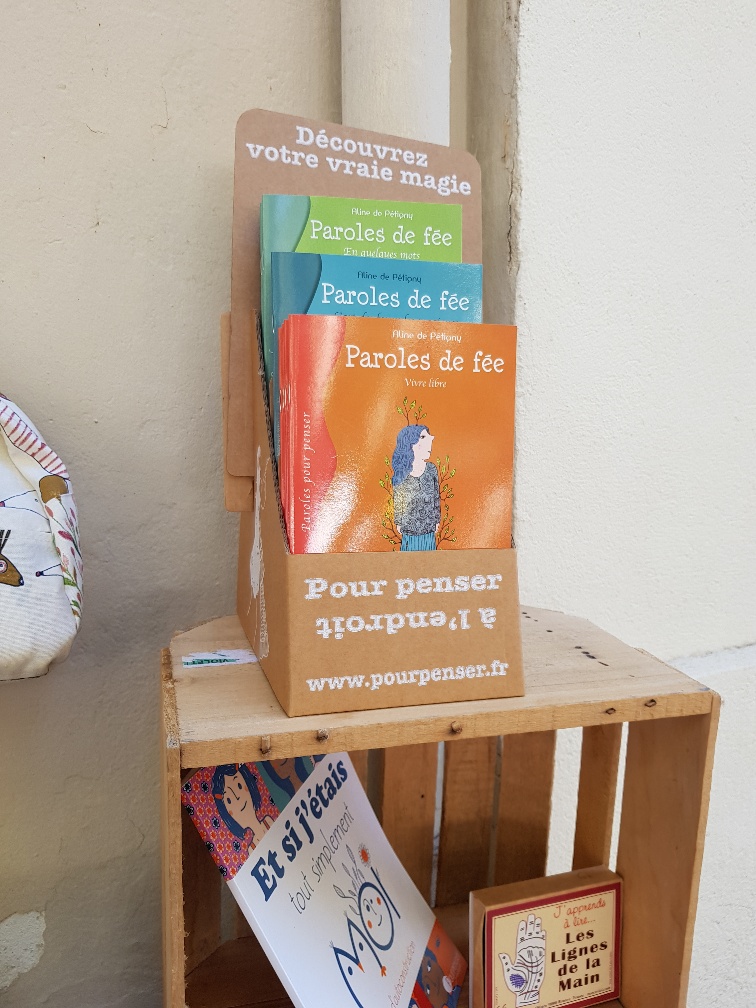 Découvrez
votre vraie magie
Aline de Pétigny
Paroles de fée
En quelques mots
Aline de Pétigny
Paroles de fée
Aline de Pétigny
Paroles de fée
Vivre libre
Paroles pour penser
Pour penser
à l'endroit
www.pourpenser.fr
Et si j'étais
tout simplement
MOI
J'apprends
à lire...
Les
Lignes
de la
Main